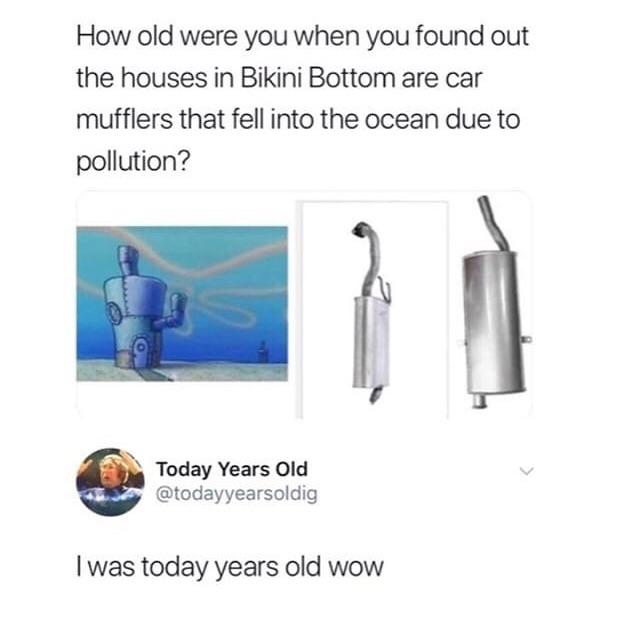 How old were you when you found out
the houses in Bikini Bottom are car
mufflers that fell into the ocean due to
pollution?
Today Years Old
@todayyearsoldig
I was today years old wow